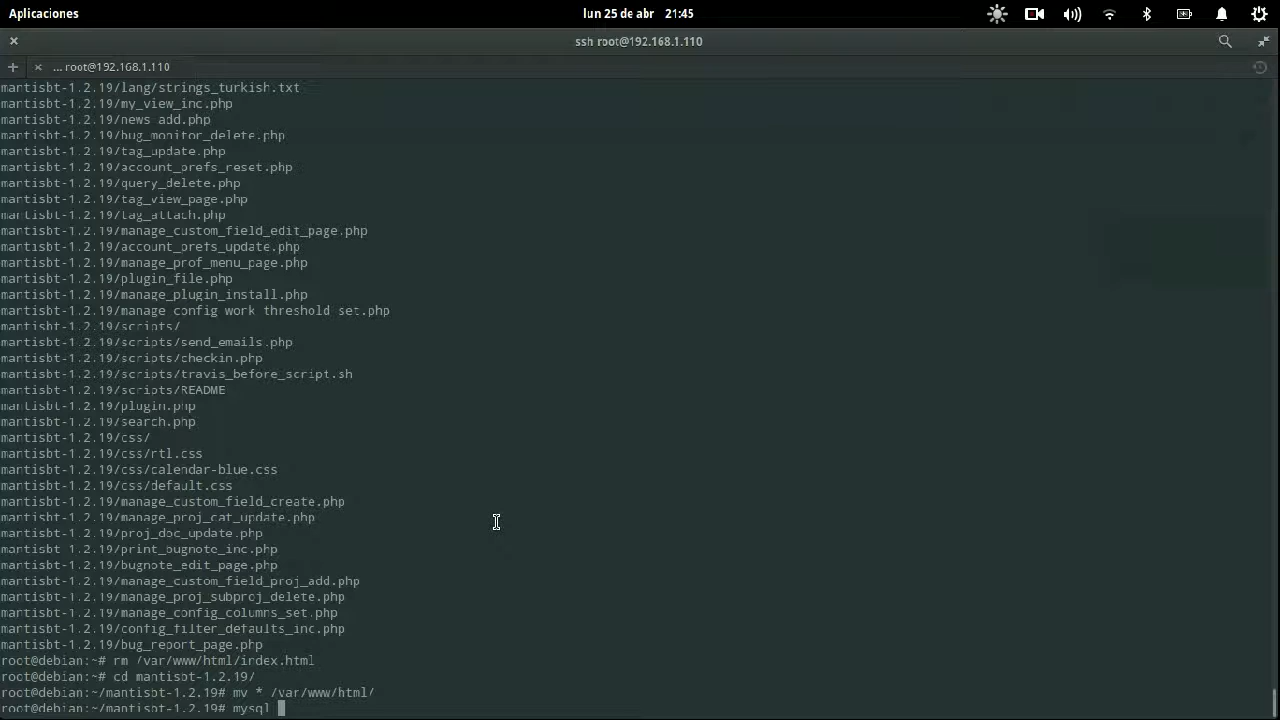 Aplicaciones
lun 25 de abr 21:45
ssh root@192.168.1.110
... root@192.168.1.110
mantisbt-1.2.19/lang/strings_turkish.txt
mantisbt-1.2.19/my_view_inc.php
mantisbt-1.2.19/news_add.php
mantisbt-1.2.19/bug_monitor_delete.php
mantisbt-1.2.19/tag_update.php
mantisbt-1.2.19/account_prefs_reset.php
mantisbt-1.2.19/query_delete.php
mantisbt-1.2.19/tag_view_page.php
mantisbt-1.2.19/tag_attach.php
mantisbt-1.2.19/manage_custom_field_edit_page.php
mantisbt-1.2.19/account_prefs_update.php
mantisbt-1.2.19/manage_prof_menu_page.php
mantisbt-1.2.19/plugin_file.php
mantisbt-1.2.19/manage_plugin_install.php
mantisbt-1.2.19/manage_config_work_threshold_set.php
mantisbt-1.2.19/scripts/
mantisbt-1.2.19/scripts/send_emails.php
mantisbt-1.2.19/scripts/checkin.php
mantisbt-1.2.19/scripts/travis_before_script.sh
mantisbt-1.2.19/scripts/README
mantisbt-1.2.19/plugin.php
mantisbt-1.2.19/search.php
mantisbt-1.2.19/css/
mantisbt-1.2.19/css/rtl.css
mantisbt-1.2.19/css/calendar-blue.css
mantisbt-1.2.19/css/default.css
mantisbt-1.2.19/manage_custom_field_create.php
mantisbt-1.2.19/manage_proj_cat_update.php
mantisbt-1.2.19/proj_doc_update.php
mantisbt-1.2.19/print_bugnote_inc.php
mantisbt-1.2.19/bugnote_edit_page.php
mantisbt-1.2.19/manage_custom_field_proj_add.php
mantisbt-1.2.19/manage_proj_subproj_delete.php
mantisbt-1.2.19/manage_config_columns_set.php
mantisbt-1.2.19/config_filter_defaults_inc.php
mantisbt-1.2.19/bug_report_page.php
root@debian:~# rm /var/www/html/index.html
root@debian:~# cd mantisbt-1.2.19/
root@debian:~/mantisbt-1.2.19# mv * /var/www/html/
root@debian:~/mantisbt-1.2.19# mysql